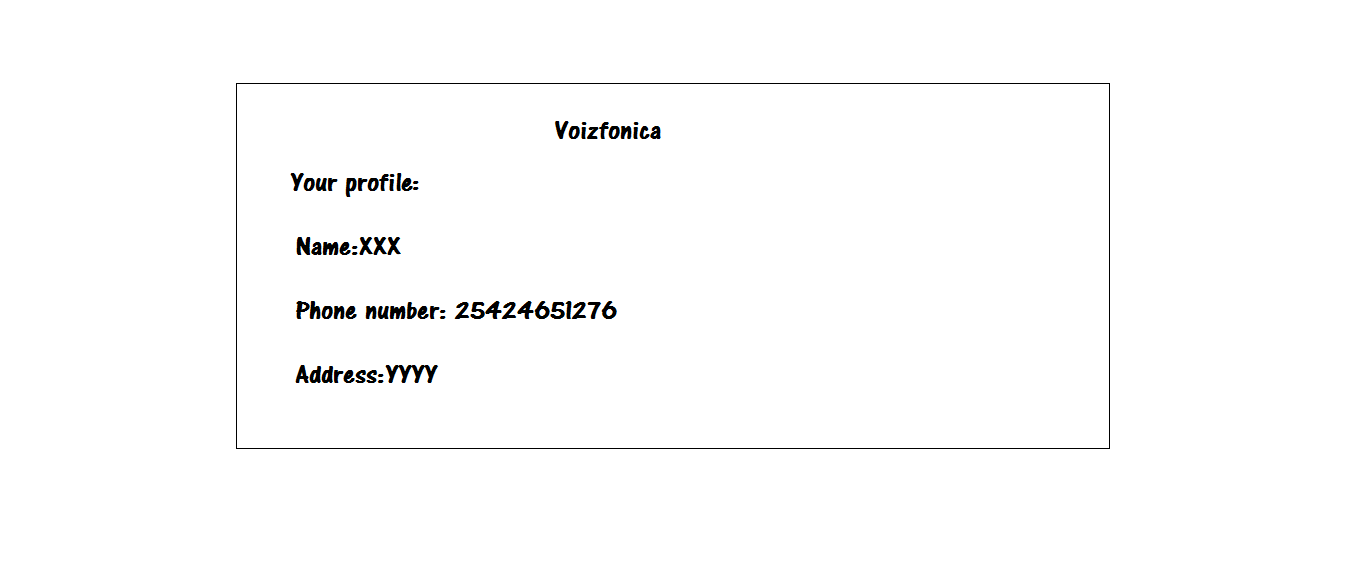 Voizfonica
Your profile:
Name:XXX
Phone number: 25424651276
Address:YYYY